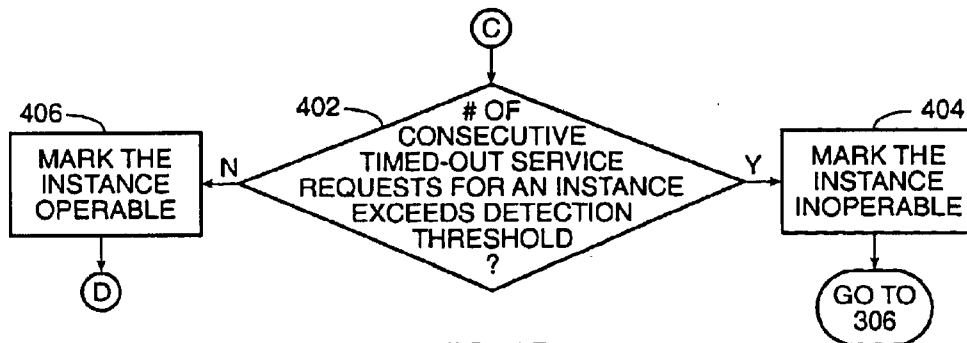 C
402
# OF
CONSECUTIVE
TIMED-OUT SERVICE
REQUESTS FOR AN INSTANCE
EXCEEDS DETECTION
THRESHOLD
?
N
Y
406
MARK THE
INSTANCE
OPERABLE
D
404
MARK THE
INSTANCE
INOPERABLE
GO TO
306